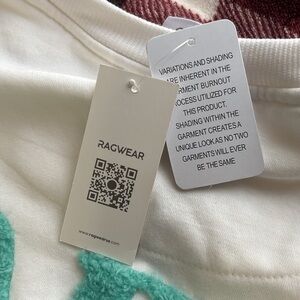 VARIATIONS AND SHADING
ARE INHERENT IN THE
GARMENT BURNOUT
PROCESS UTILIZED FOR
THIS PRODUCT.
SHADING WITHIN THE
GARMENT CREATES A
UNIQUE LOOK AS NO TWO
GARMENTS WILL EVER
BE THE SAME
RAGWEAR
www.ragwearus.com